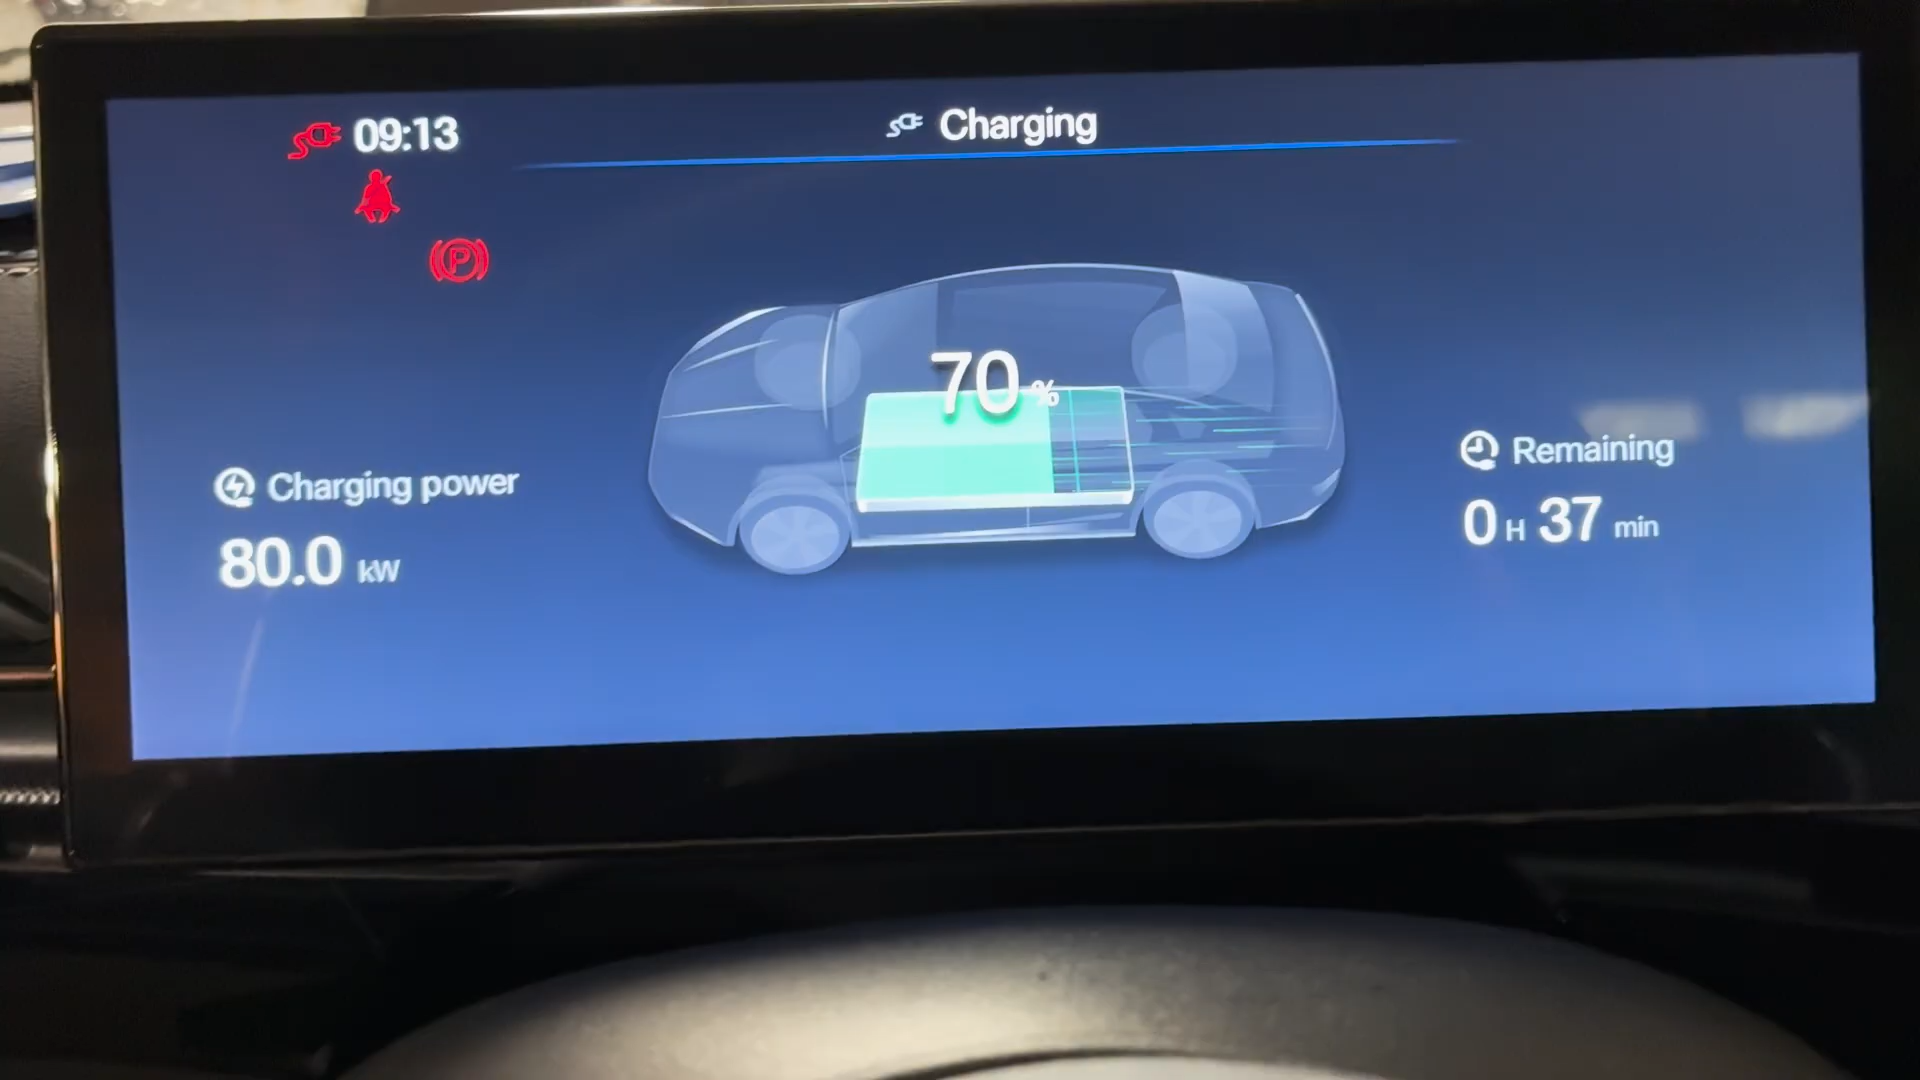 09:13
Charging
P
70 %
Charging power
80.0 kW
Remaining
0 H 37 min